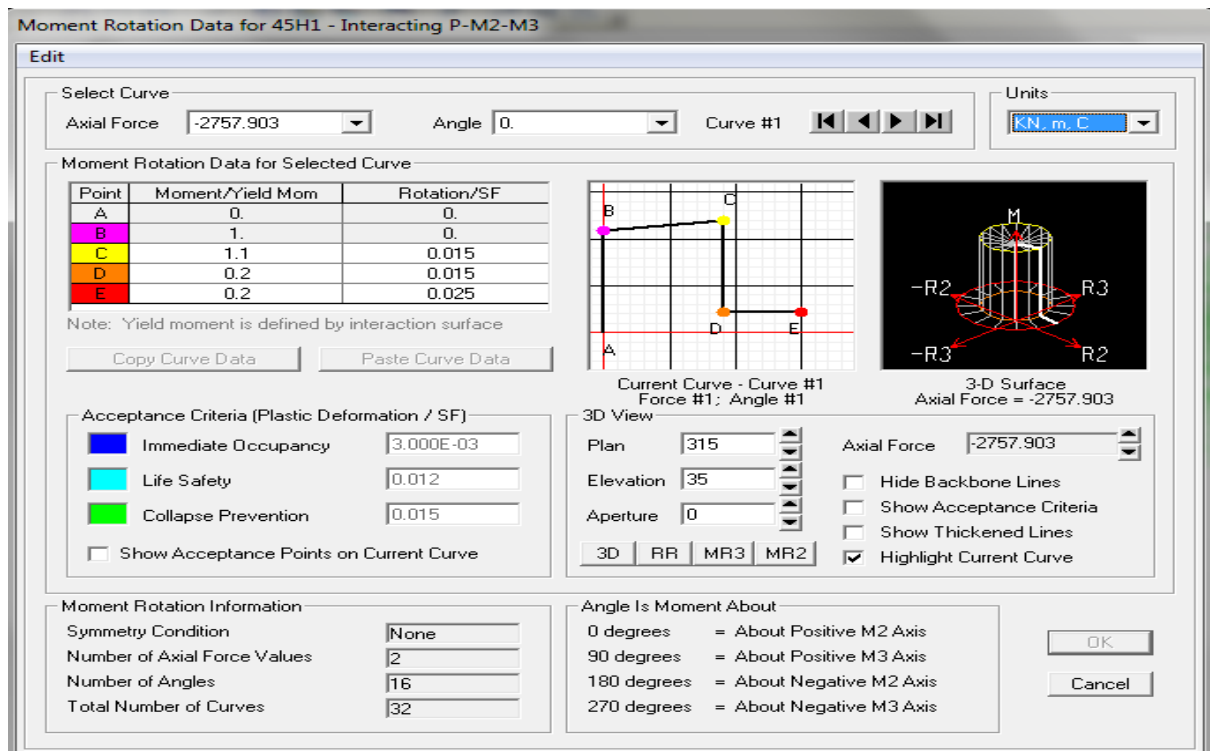 Moment Rotation Data for 45H1 - Interacting P-M2-M3
Edit
Select Curve
Axial Force -2757.903 Angle 0. Curve #1
Units
KN, m, C
Moment Rotation Data for Selected Curve
Point Moment/Yield Mom Rotation/SF
A 0. 0.
B 1. 0.
C 1.1 0.015
D 0.2 0.015
E 0.2 0.025
Note: Yield moment is defined by interaction surface
Copy Curve Data Paste Curve Data
B C
D E
A
Current Curve - Curve #1
Force #1; Angle #1
M
-R2 R3
-R3 R2
3-D Surface
Axial Force = -2757.903
Acceptance Criteria (Plastic Deformation / SF)
Immediate Occupancy 3.000E-03
Life Safety 0.012
Collapse Prevention 0.015
Show Acceptance Points on Current Curve
3D View
Plan 315
Elevation 35
Aperture 0
3D RR MR3 MR2
Axial Force -2757.903
Hide Backbone Lines
Show Acceptance Criteria
Show Thickened Lines
Highlight Current Curve
Moment Rotation Information
Symmetry Condition None
Number of Axial Force Values 2
Number of Angles 16
Total Number of Curves 32
Angle Is Moment About
0 degrees = About Positive M2 Axis
90 degrees = About Positive M3 Axis
180 degrees = About Negative M2 Axis
270 degrees = About Negative M3 Axis
OK
Cancel